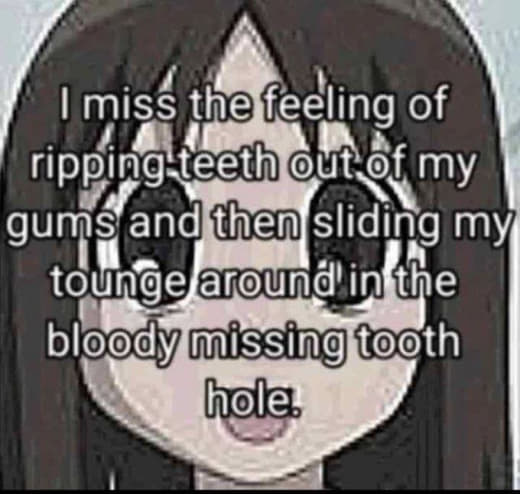 I miss the feeling of
ripping teeth out of my
gums and then sliding my
tounge around in the
bloody missing tooth
hole.